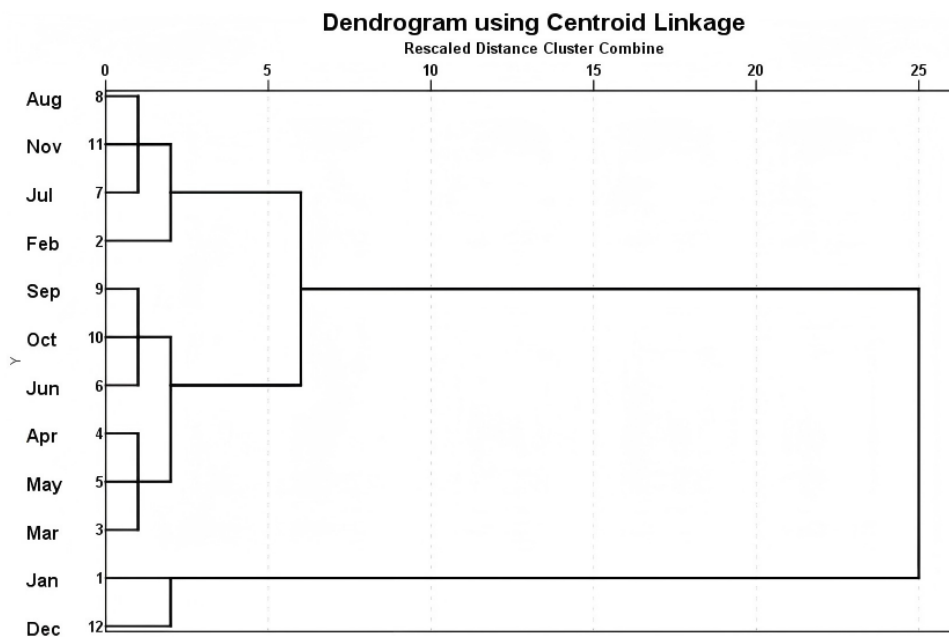 Dendrogram using Centroid Linkage
Rescaled Distance Cluster Combine
0 5 10 15 20 25
Aug 8
Nov 11
Jul 7
Feb 2
Sep 9
Oct 10
Y
Jun 6
Apr 4
May 5
Mar 3
Jan 1
Dec 12